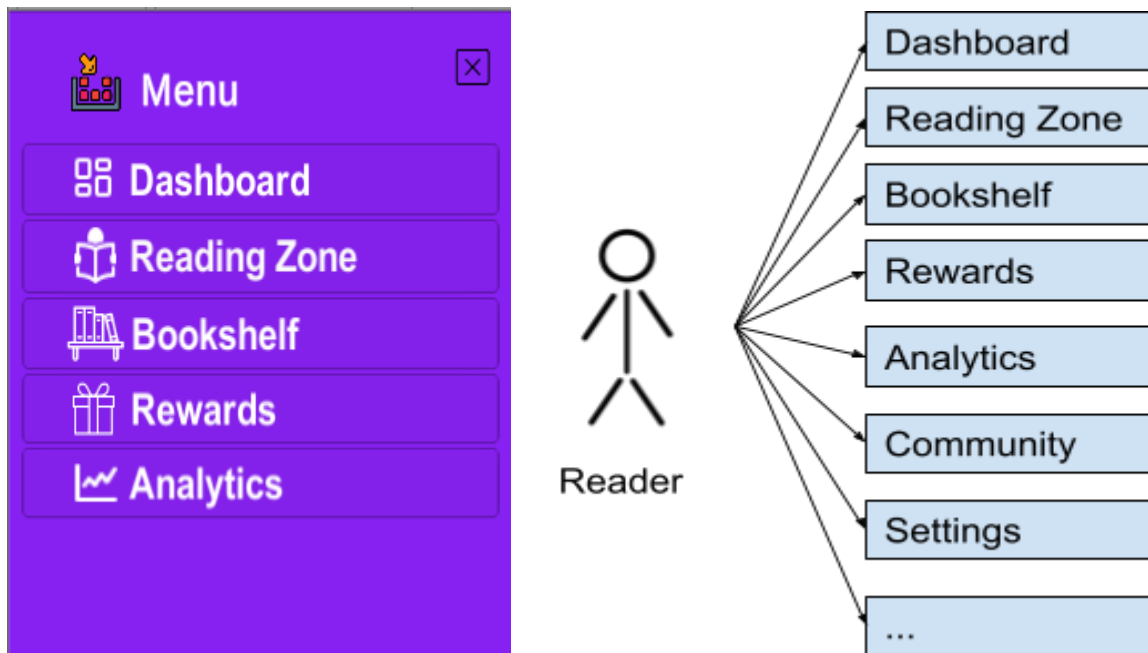 Menu
Dashboard
Reading Zone
Bookshelf
Rewards
Analytics
Reader
Dashboard
Reading Zone
Bookshelf
Rewards
Analytics
Community
Settings
...